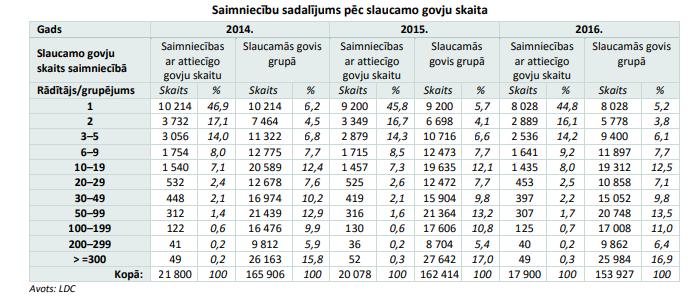 Saimniecību sadalījums pēc slaucamo govju skaita
Gads 2014. 2015. 2016.
Slaucamo govju skaits saimniecībā Saimniecības ar attiecīgo govju skaitu Slaucamās govis grupā Saimniecības ar attiecīgo govju skaitu Slaucamās govis grupā Saimniecības ar attiecīgo govju skaitu Slaucamās govis grupā
Rādītājs/grupējums Skaits % Skaits % Skaits % Skaits % Skaits % Skaits %
1 10 214 46,9 10 214 6,2 9 200 45,8 9 200 5,7 8 028 44,8 8 028 5,2
2 3 732 17,1 7 464 4,5 3 349 16,7 6 698 4,1 2 889 16,1 5 778 3,8
3–5 3 056 14,0 11 322 6,8 2 879 14,3 10 716 6,6 2 536 14,2 9 400 6,1
6–9 1 754 8,0 12 775 7,7 1 715 8,5 12 473 7,7 1 641 9,2 11 897 7,7
10–19 1 540 7,1 20 589 12,4 1 457 7,3 19 635 12,1 1 435 8,0 19 312 12,5
20–29 532 2,4 12 678 7,6 525 2,6 12 472 7,7 453 2,5 10 858 7,1
30–49 448 2,1 16 974 10,2 419 2,1 15 904 9,8 397 2,2 15 052 9,8
50–99 312 1,4 21 439 12,9 316 1,6 21 364 13,2 307 1,7 20 748 13,5
100–199 122 0,6 16 476 9,9 130 0,6 17 606 10,8 125 0,7 17 008 11,0
200–299 41 0,2 9 812 5,9 36 0,2 8 704 5,4 40 0,2 9 862 6,4
> =300 49 0,2 26 163 15,8 52 0,3 27 642 17,0 49 0,3 25 984 16,9
Kopā: 21 800 100 165 906 100 20 078 100 162 414 100 17 900 100 153 927 100
Avots: LDC